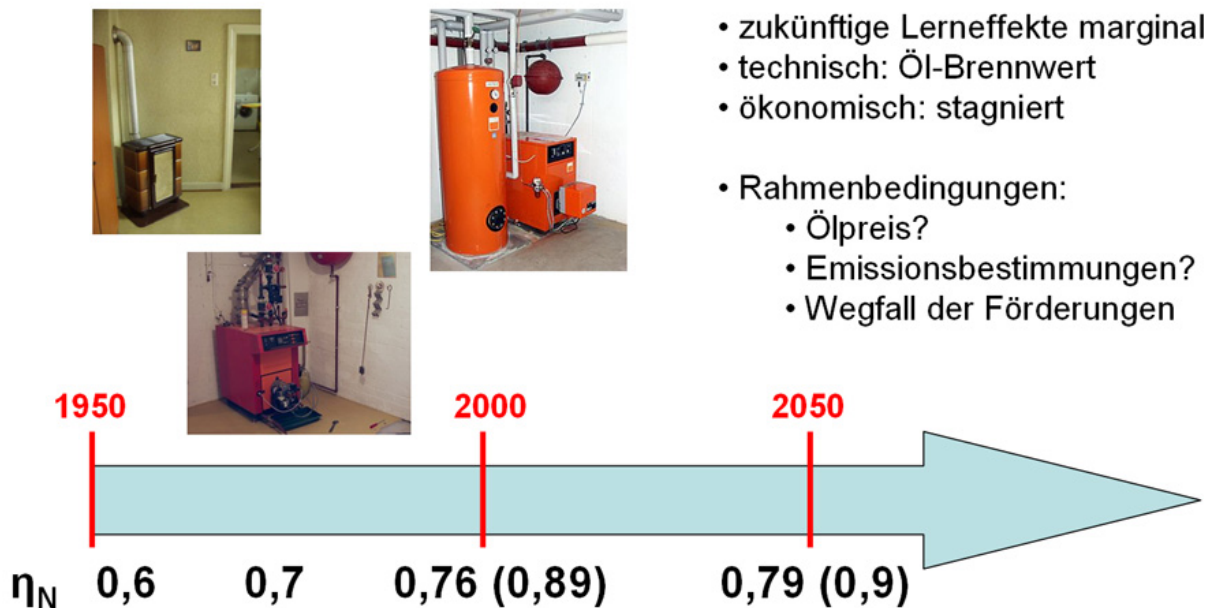 • zukünftige Lerneffekte marginal
• technisch: Öl-Brennwert
• ökonomisch: stagniert
• Rahmenbedingungen:
• Ölpreis?
• Emissionsbestimmungen?
• Wegfall der Förderungen
1950 2000 2050
ηN 0,6 0,7 0,76 (0,89) 0,79 (0,9)